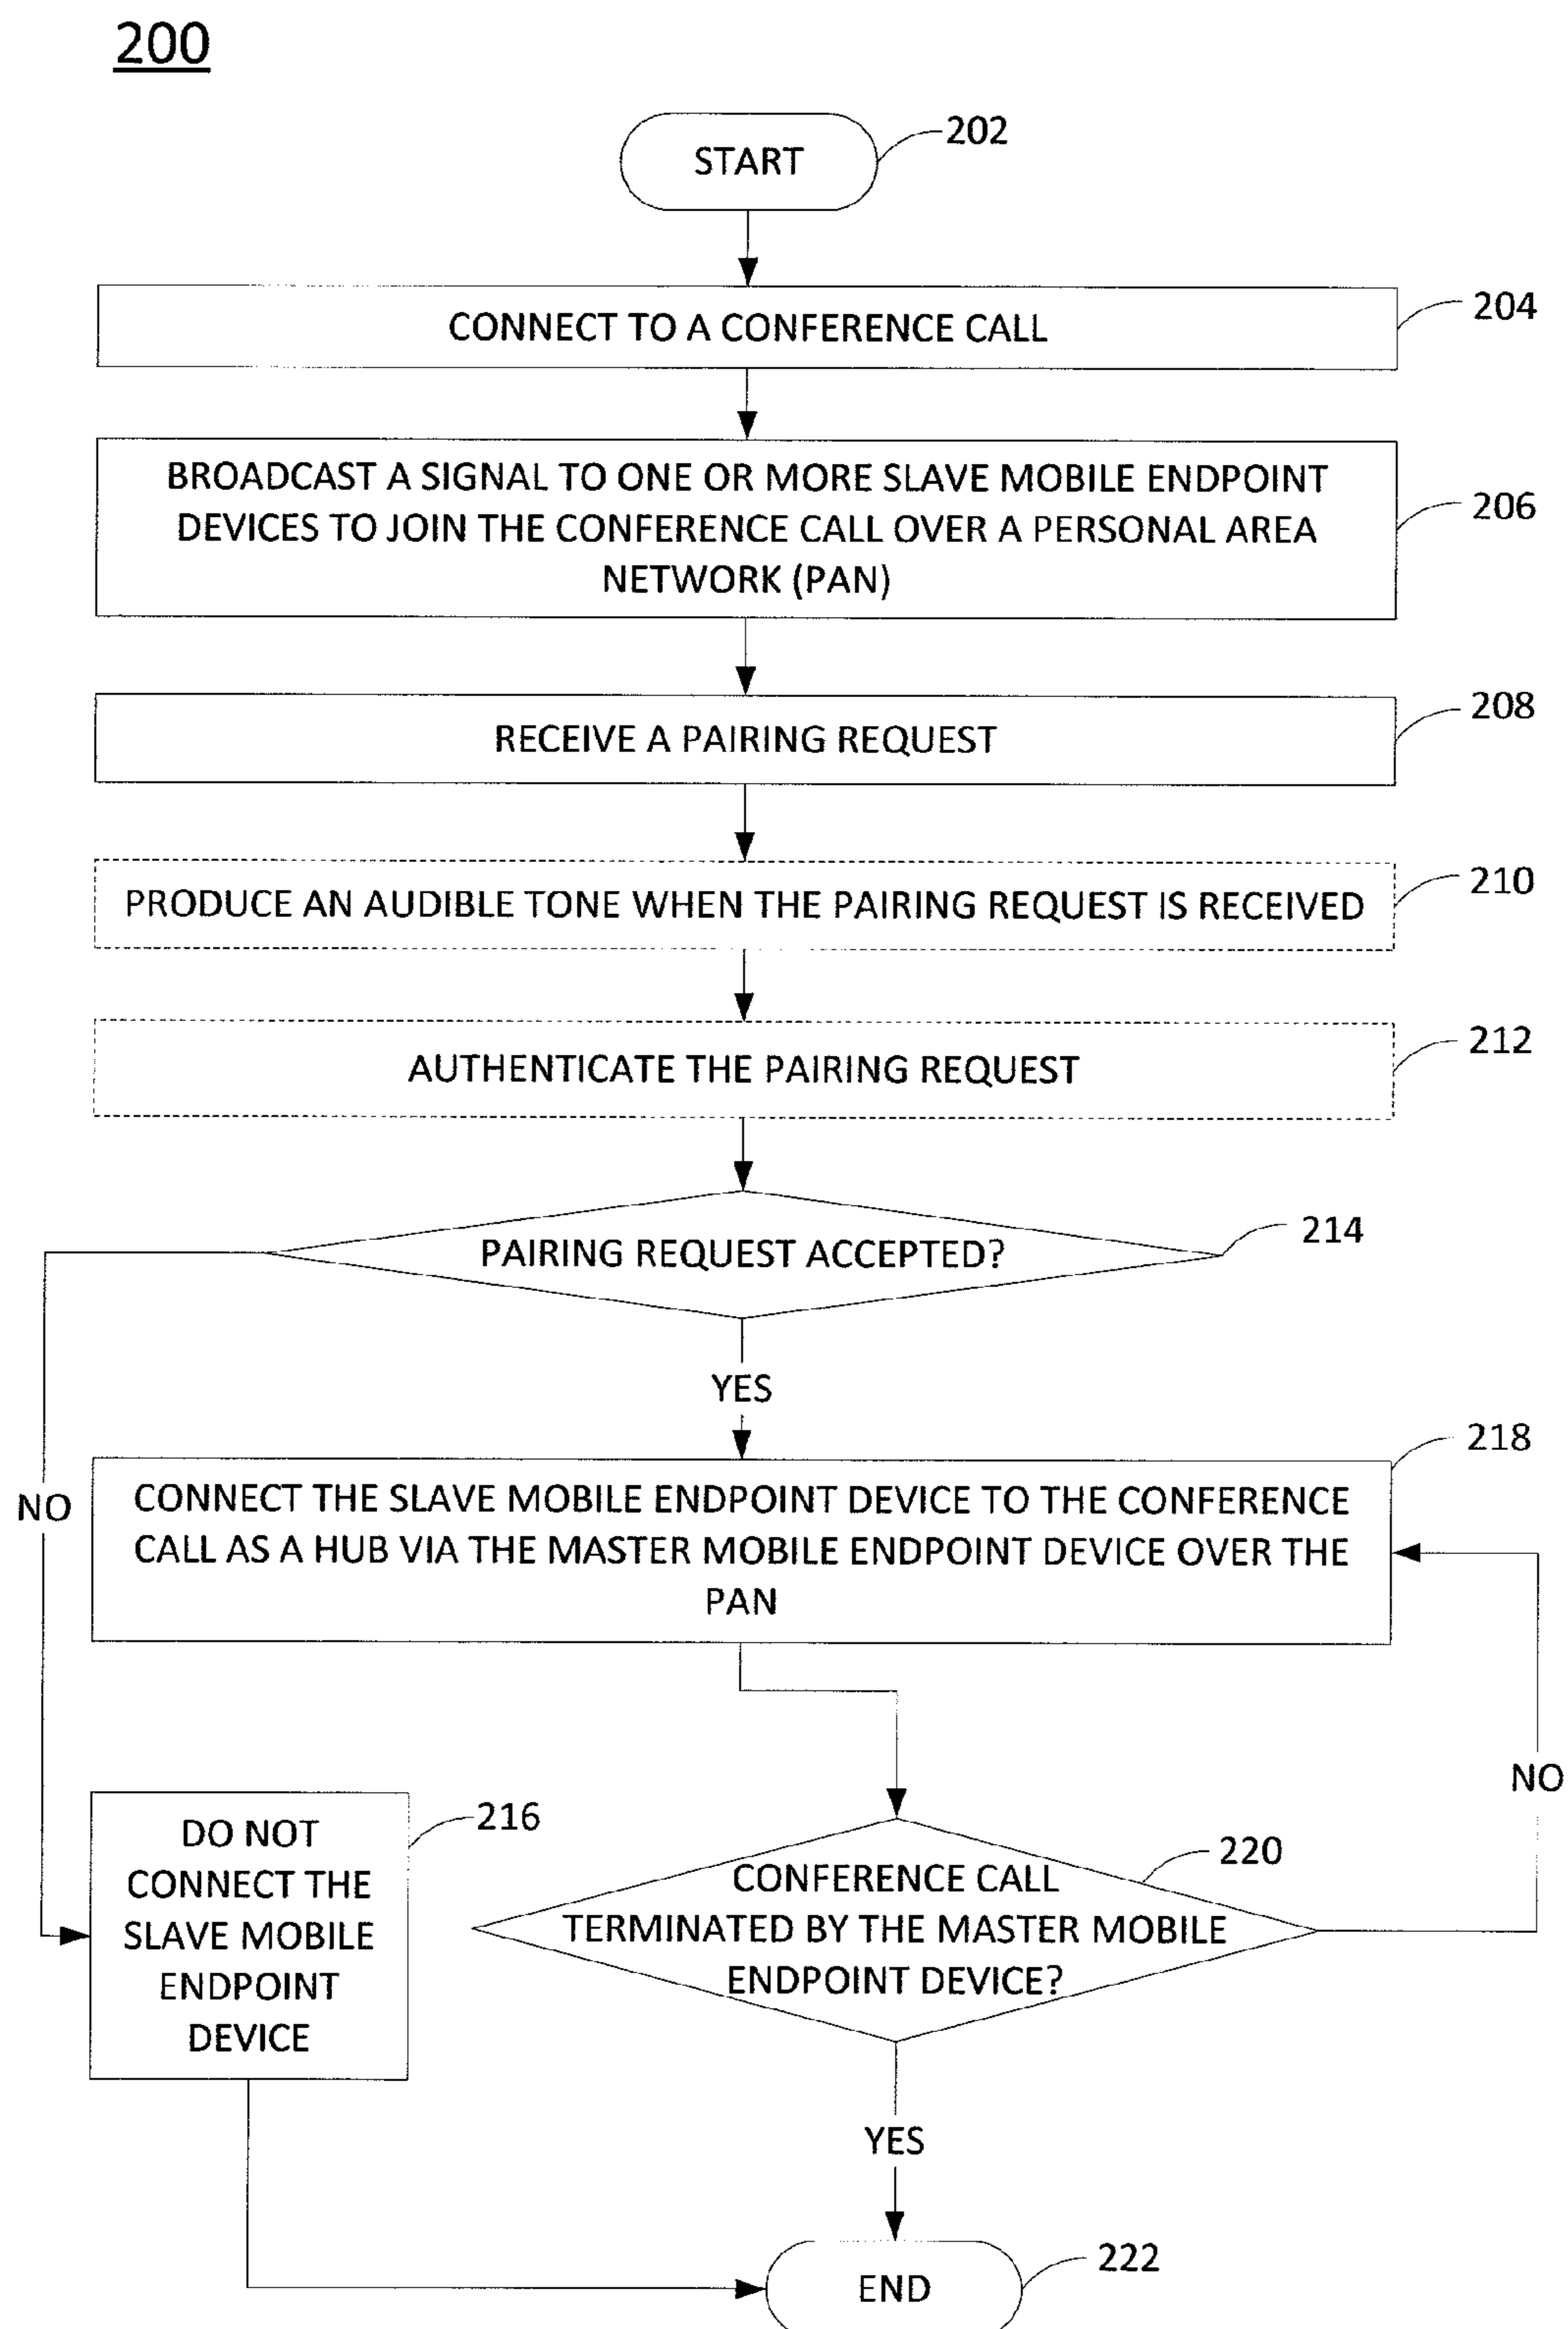 200
START
202
CONNECT TO A CONFERENCE CALL
204
BROADCAST A SIGNAL TO ONE OR MORE SLAVE MOBILE ENDPOINT
DEVICES TO JOIN THE CONFERENCE CALL OVER A PERSONAL AREA
NETWORK (PAN)
206
RECEIVE A PAIRING REQUEST
208
PRODUCE AN AUDIBLE TONE WHEN THE PAIRING REQUEST IS RECEIVED
210
AUTHENTICATE THE PAIRING REQUEST
212
PAIRING REQUEST ACCEPTED?
214
YES
NO
CONNECT THE SLAVE MOBILE ENDPOINT DEVICE TO THE CONFERENCE
CALL AS A HUB VIA THE MASTER MOBILE ENDPOINT DEVICE OVER THE
PAN
218
NO
DO NOT
CONNECT THE
SLAVE MOBILE
ENDPOINT
DEVICE
216
CONFERENCE CALL
TERMINATED BY THE MASTER MOBILE
ENDPOINT DEVICE?
220
YES
END
222